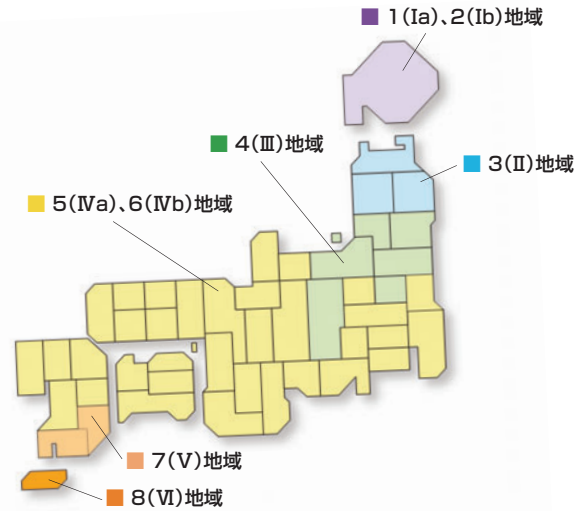 ■ 1(Ia)、2(Ib)地域
■ 4(Ⅲ)地域
■ 3(Ⅱ)地域
■ 5(Ⅳa)、6(Ⅳb)地域
■ 7(Ⅴ)地域
■ 8(Ⅵ)地域